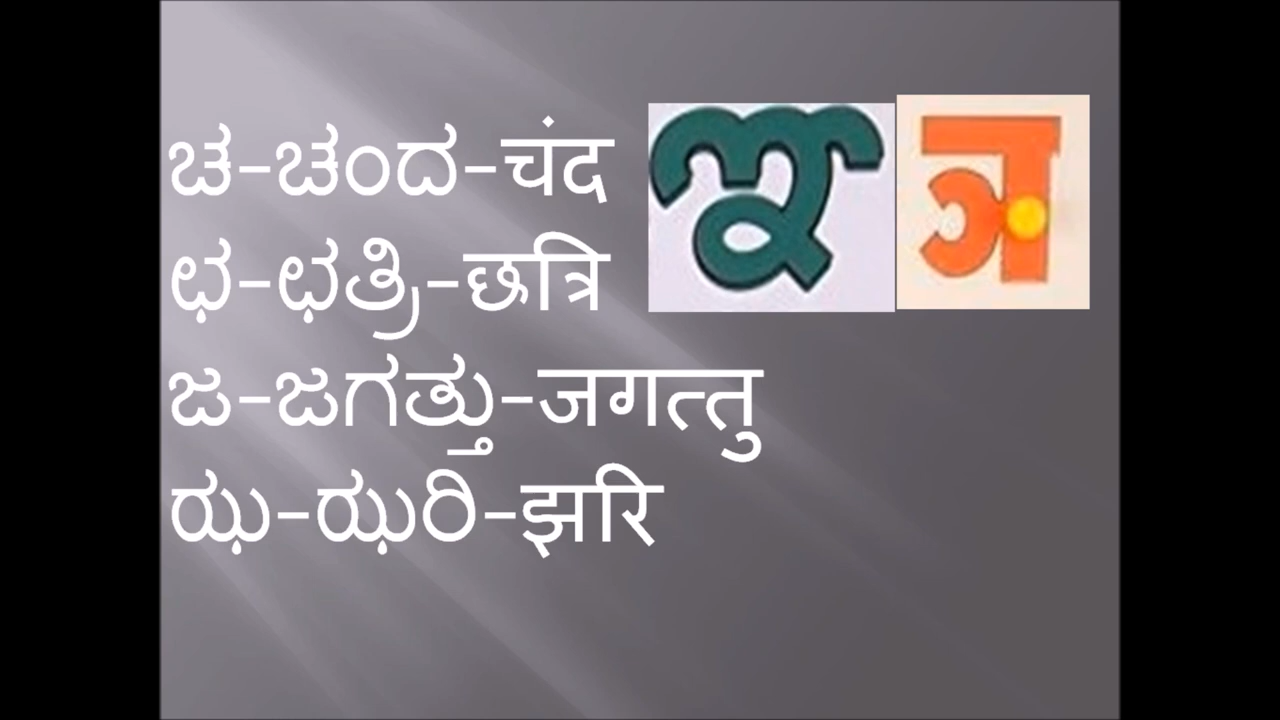 ಚ-ಚಂದ-चंद
ಛ-ಛತ್ರಿ-छत्रि
ಜ-ಜಗತ್ತು-जगत्तु
ಝ-ಝರಿ-झरि
ಞ ञ